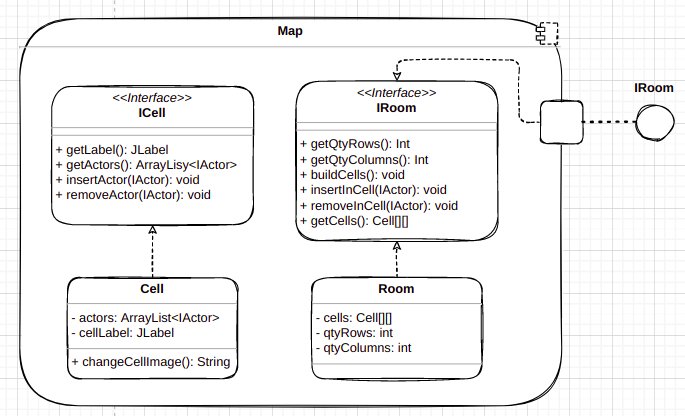 Map
IRoom
<<Interface>>
ICell
+ getLabel(): JLabel
+ getActors(): ArrayLisy<IActor>
+ insertActor(IActor): void
+ removeActor(IActor): void
<<Interface>>
IRoom
+ getQtyRows(): Int
+ getQtyColumns(): Int
+ buildCells(): void
+ insertInCell(IActor): void
+ removeInCell(IActor): void
+ getCells(): Cell[][]
Cell
- actors: ArrayList<IActor>
- cellLabel: JLabel
+ changeCellImage(): String
Room
- cells: Cell[][]
- qtyRows: int
- qtyColumns: int